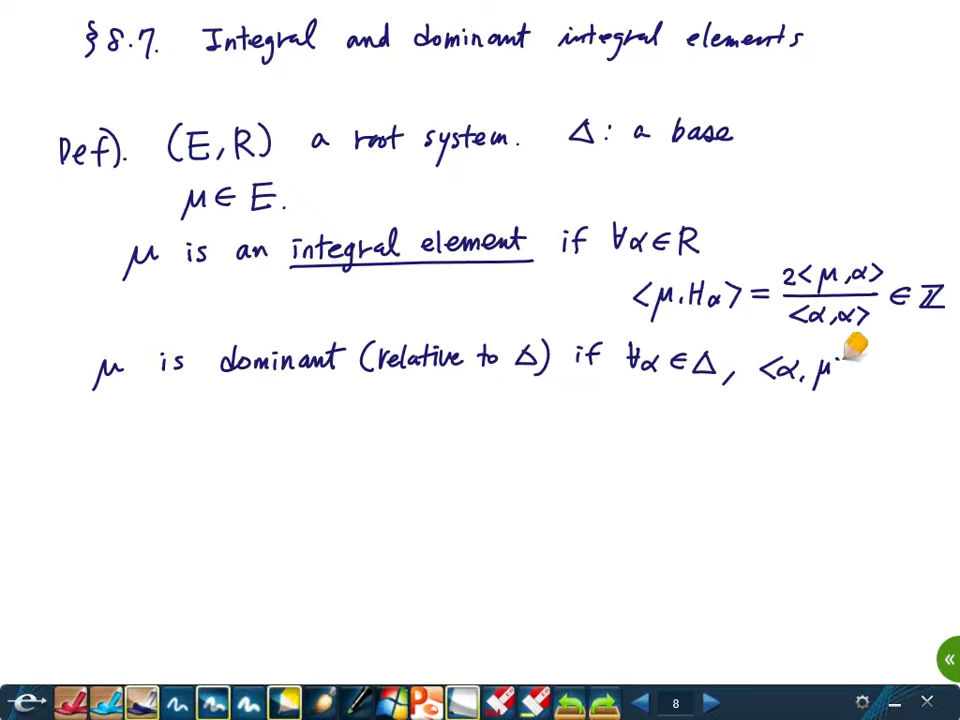 §8.7. Integral and dominant integral elements
Def). (E, R) a root system. Δ: a base
μ ∈ E.
μ is an integral element if ∀α ∈ R
<μ, Hα> = 2<μ, α> / <α, α> ∈ ℤ
μ is dominant (relative to Δ) if ∀α ∈ Δ, <α, μ
8